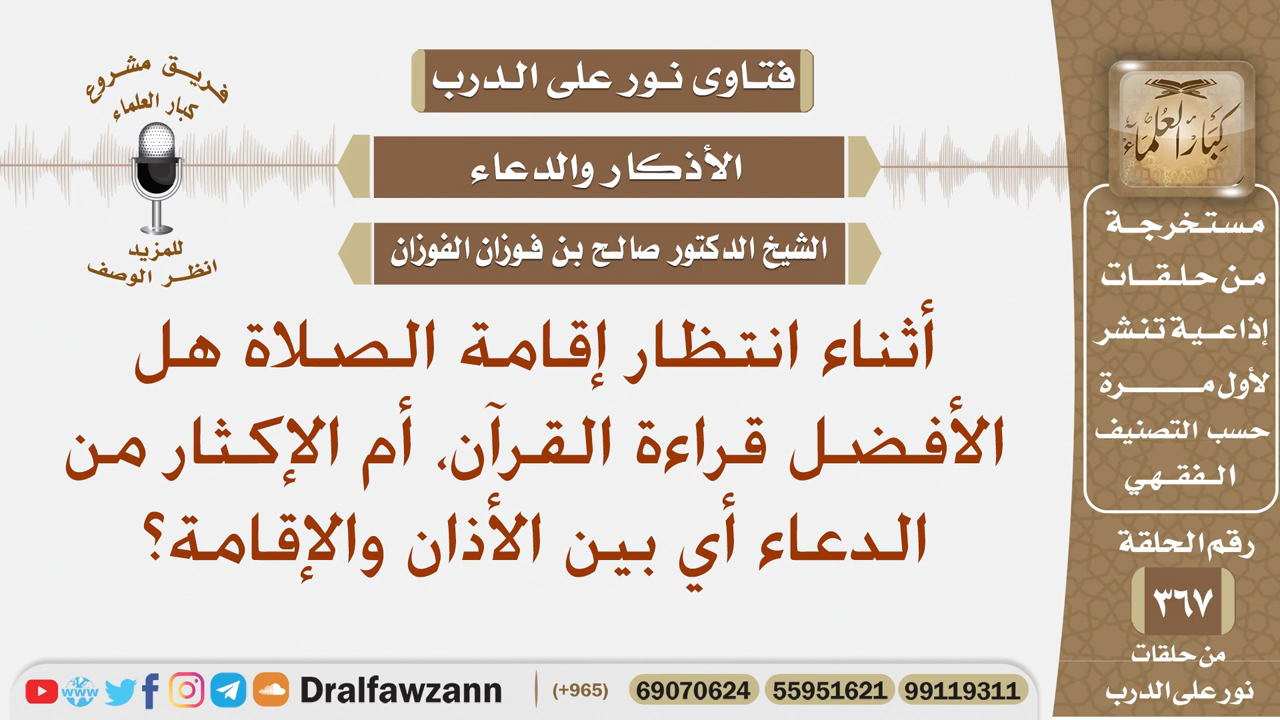 فتاوى نور على الدرب
الأذكار والدعاء
الشيخ الدكتور صالح بن فوزان الفوزان
أثناء انتظار إقامة الصلاة هل
الأفضل قراءة القرآن، أم الإكثار من
الدعاء أي بين الأذان والإقامة؟
فريق مشروع
كبار العلماء
للمزيد
انظر الوصف
كبار العلماء
مستخرجة
من حلقات
إذاعية تنشر
لأول مرة
حسب التصنيف
الفقهي
رقم الحلقة
٣٦٧
من حلقات
نور على الدرب
www
Dralfawzann
(+965)
69070624
55951621
99119311